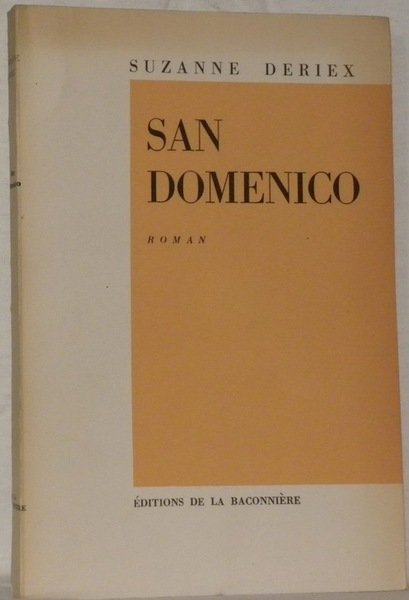 SUZANNE DERIEX
SAN
DOMENICO
ROMAN
ÉDITIONS DE LA BACONNIÈRE